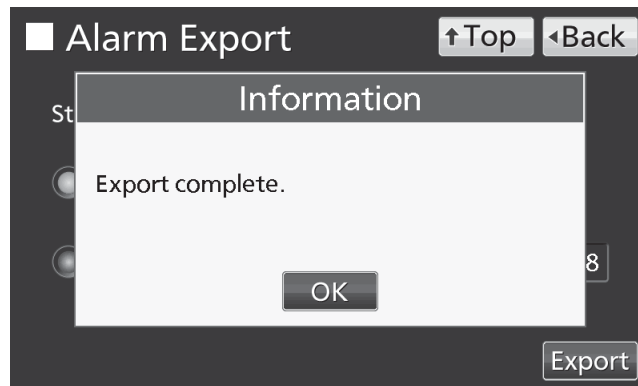 Alarm Export
↑Top
◂Back
Information
St
Export complete.
8
OK
Export